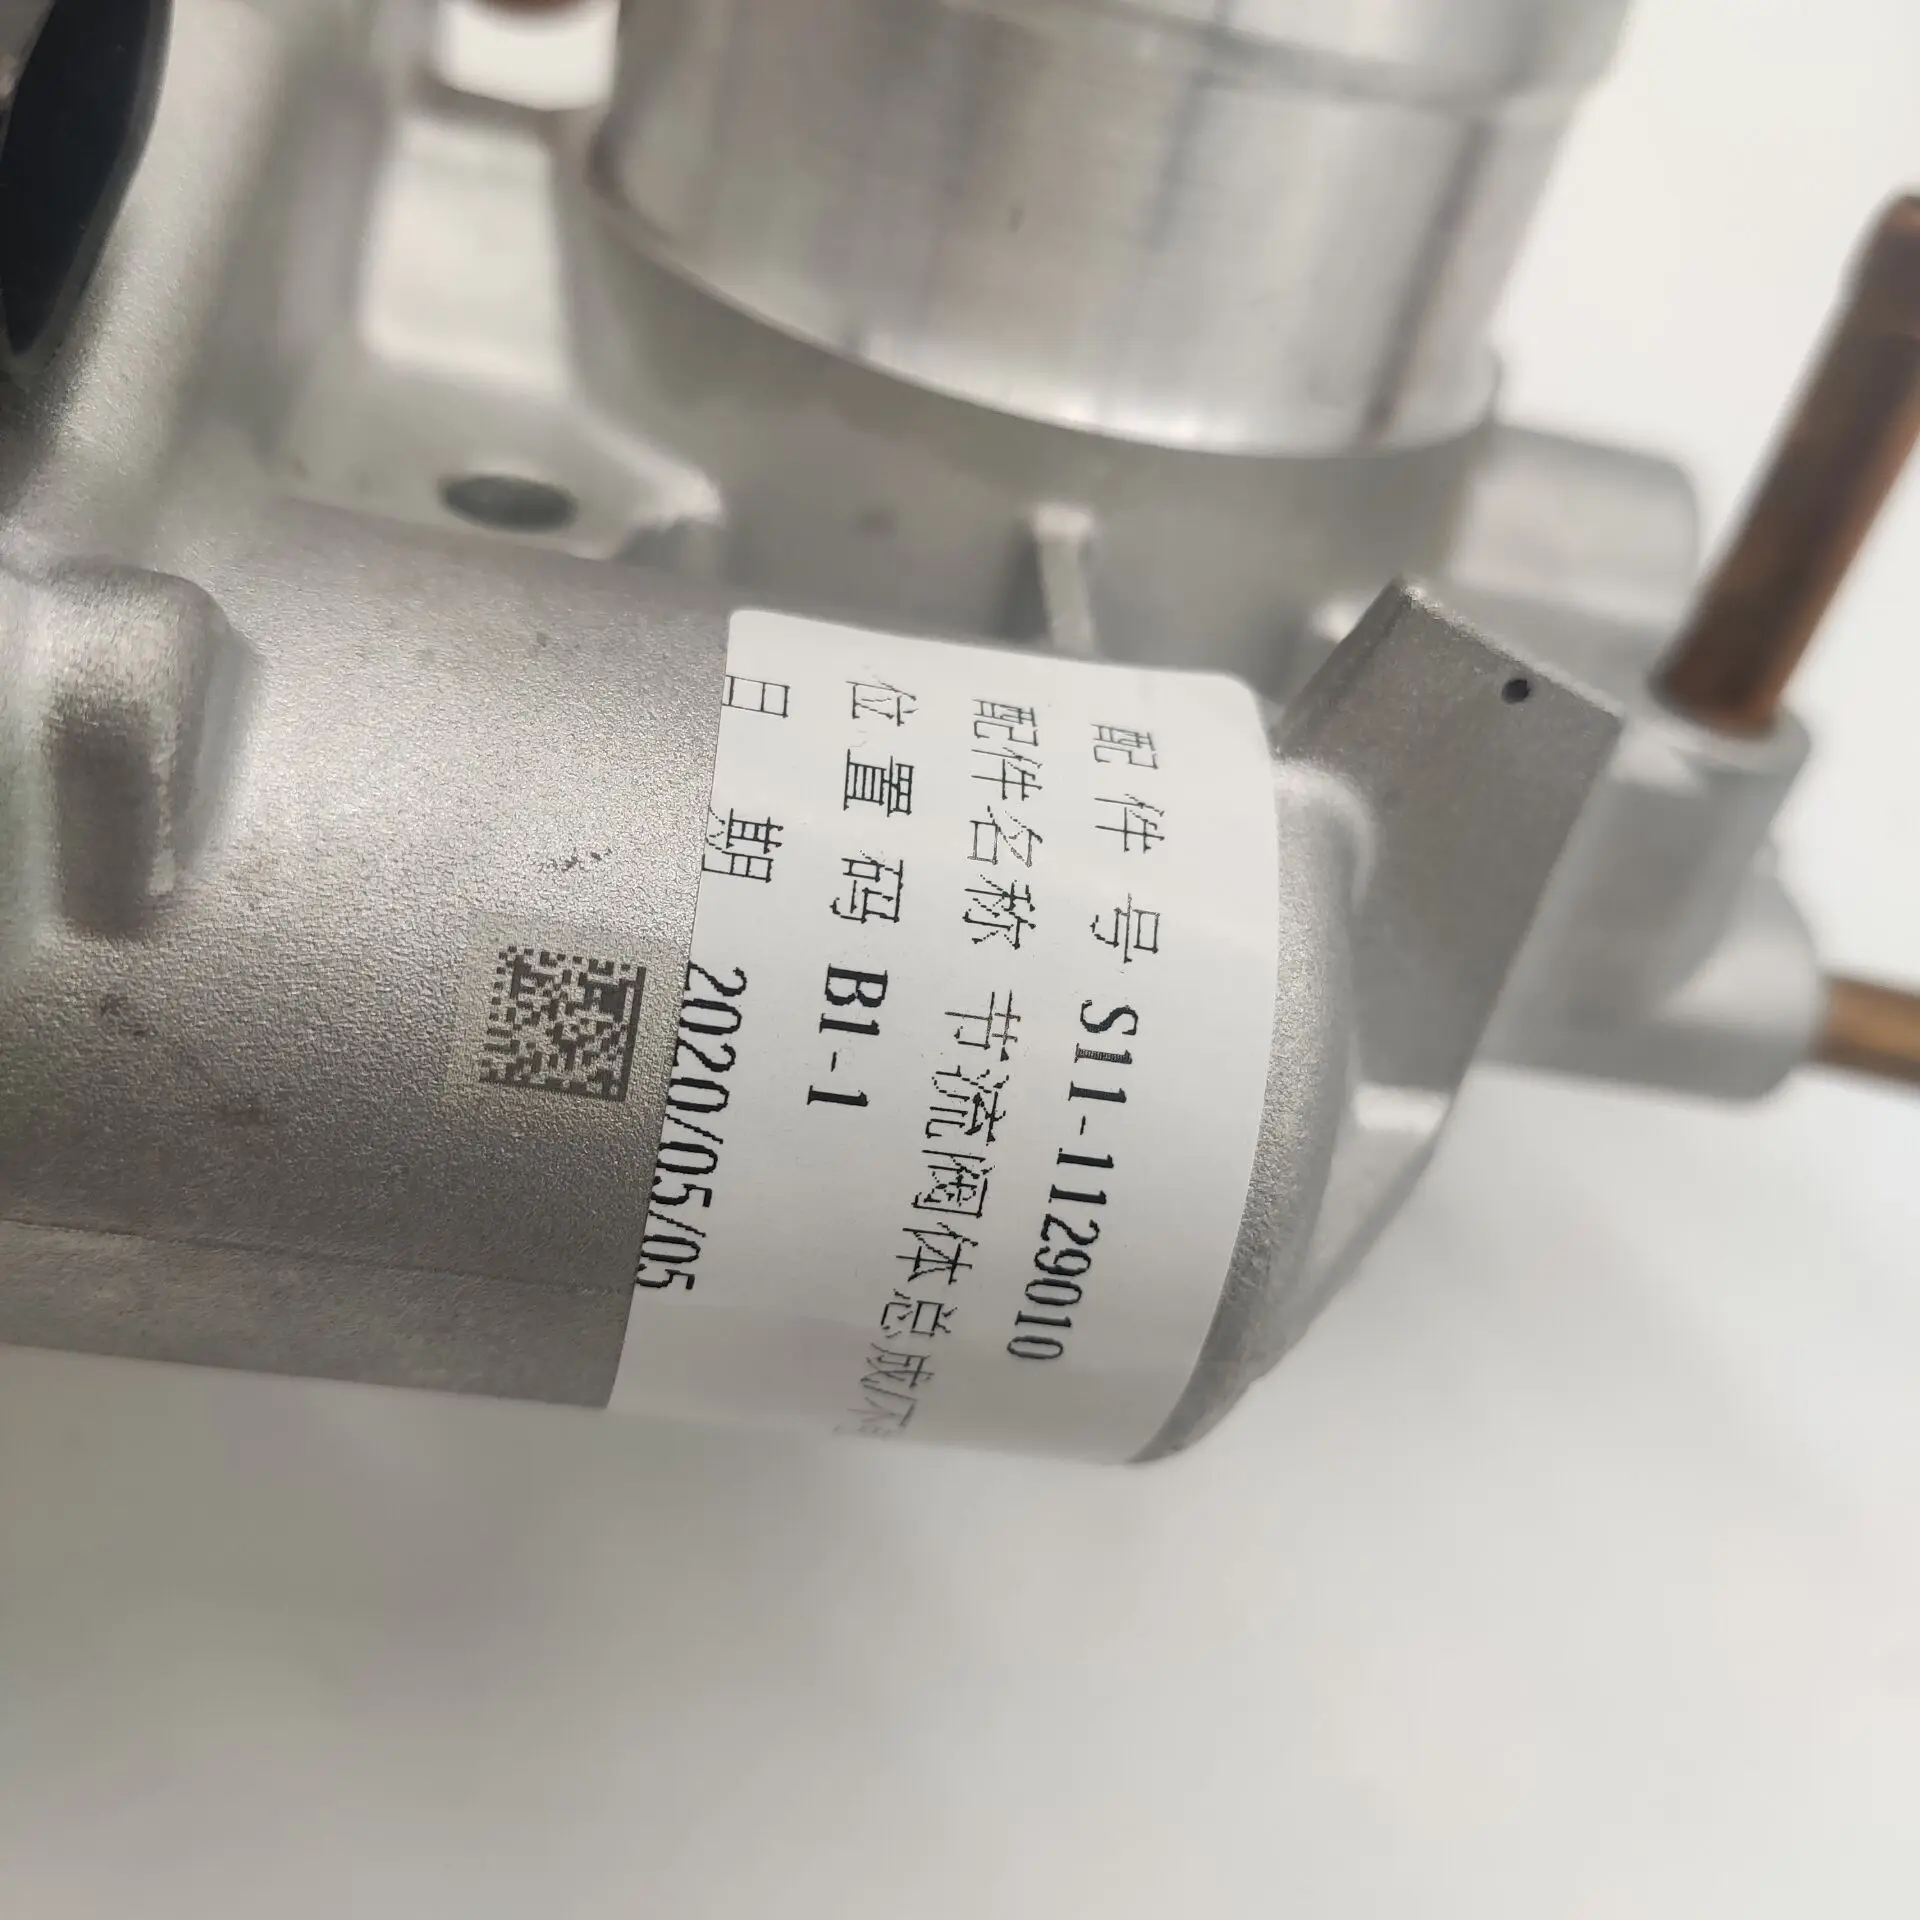 配件号 S11-1129010
配件名称 节流阀体总成
位置码 B1-1
日期 2020/05/05